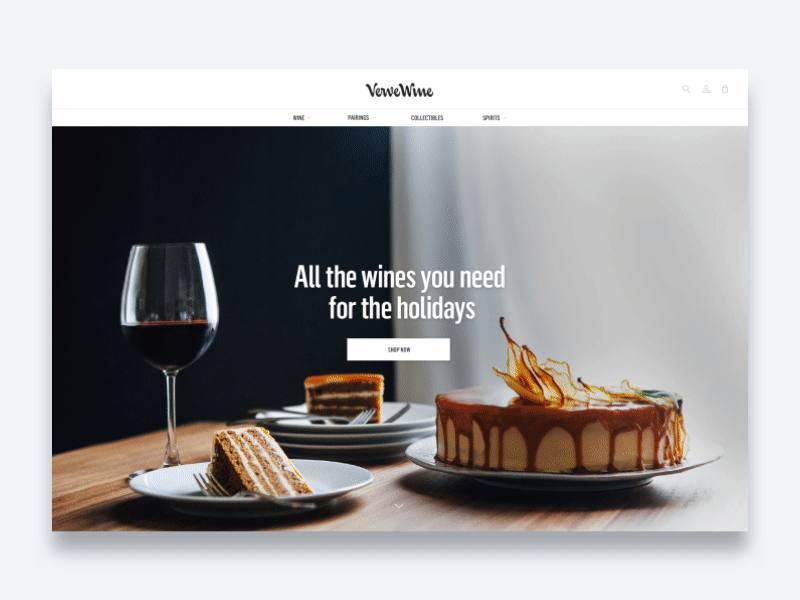 VerveWine
WINE
PAIRINGS
COLLECTIBLES
SPIRITS
All the wines you need
for the holidays
SHOP NOW